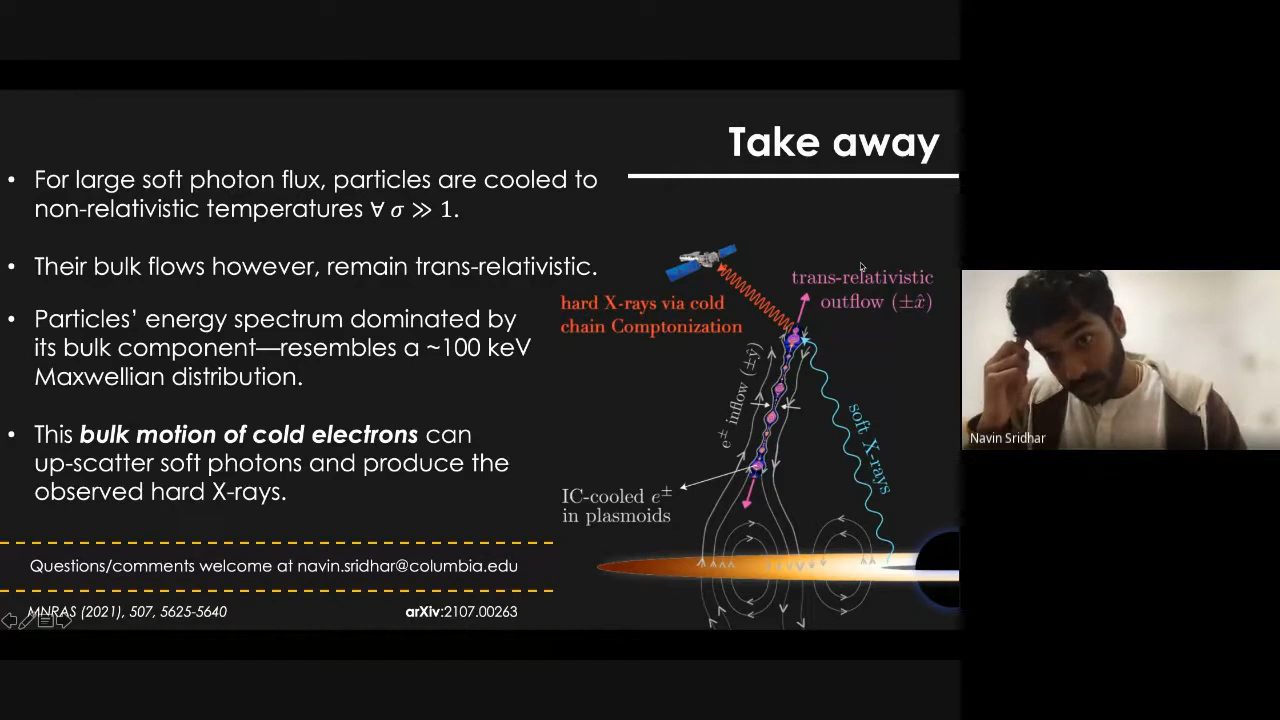 Take away
• For large soft photon flux, particles are cooled to
non-relativistic temperatures ∀ σ ≫ 1.
• Their bulk flows however, remain trans-relativistic.
• Particles’ energy spectrum dominated by
its bulk component—resembles a ~100 keV
Maxwellian distribution.
• This bulk motion of cold electrons can
up-scatter soft photons and produce the
observed hard X-rays.
Questions/comments welcome at navin.sridhar@columbia.edu
MNRAS (2021), 507, 5625-5640
arXiv:2107.00263
trans-relativistic
outflow (±x̂)
hard X-rays via cold
chain Comptonization
e± inflow (±ŷ)
soft X-rays
IC-cooled e±
in plasmoids
Navin Sridhar